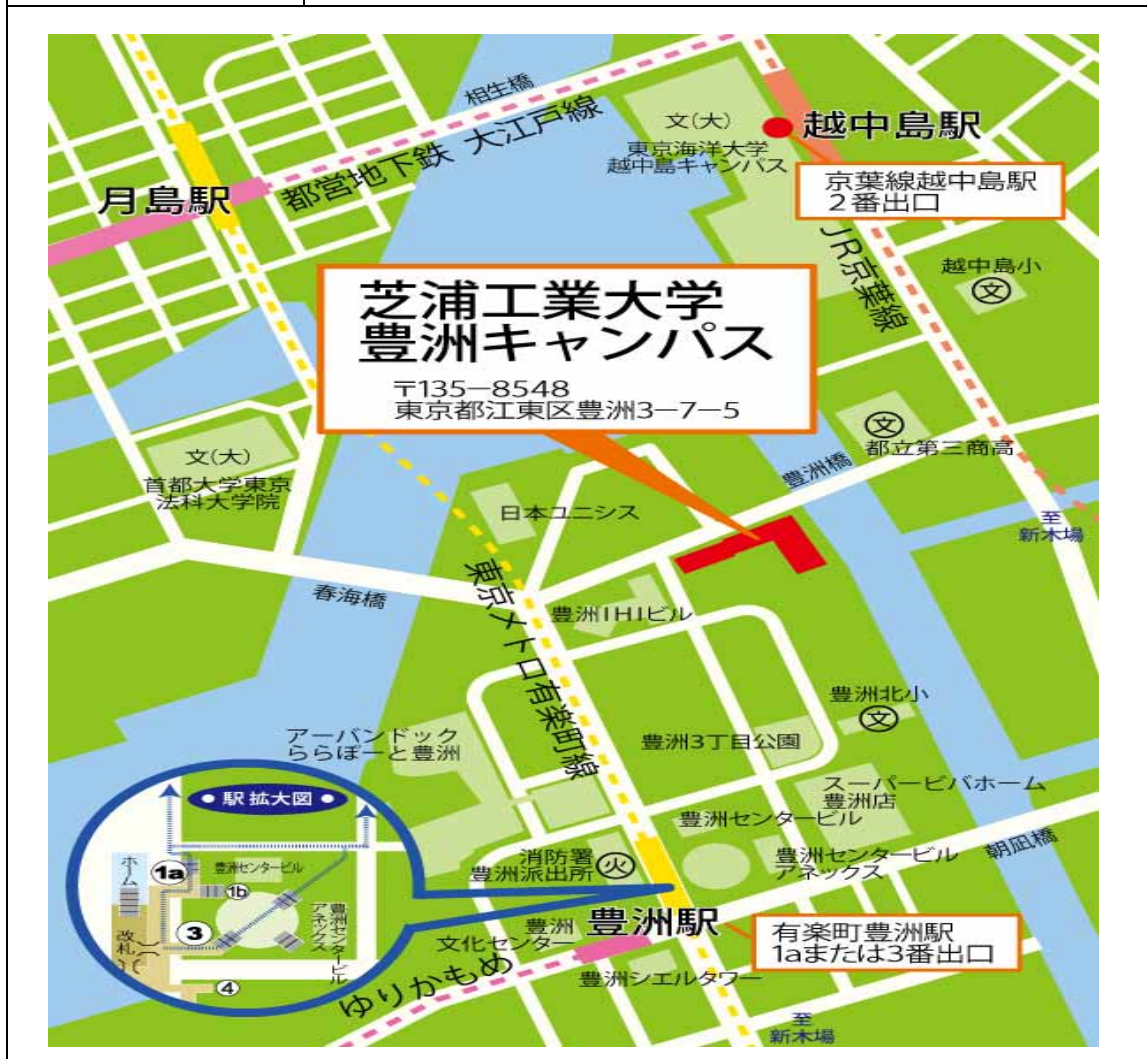 相生橋
都営地下鉄 大江戸線
月島駅
文(大)
東京海洋大学
越中島キャンパス
越中島駅
京葉線越中島駅
2番出口
JR京葉線
越中島小
文
芝浦工業大学
豊洲キャンパス
〒135−8548
東京都江東区豊洲3−7−5
文
都立第三商高
豊洲橋
至
新木場
文(大)
首都大学東京
法科大学院
日本ユニシス
春海橋
東京メトロ有楽町線
豊洲IHIビル
豊洲北小
文
アーバンドック
ららぽーと豊洲
豊洲3丁目公園
スーパービバホーム
豊洲店
豊洲センタービル
朝凪橋
消防署
豊洲派出所
火
豊洲センタービル
アネックス
豊洲
文化センター
豊洲駅
有楽町豊洲駅
1aまたは3番出口
ゆりかもめ
豊洲シエルタワー
至
新木場
● 駅拡大図 ●
ホーム
1a
豊洲センタービル
1b
3
豊洲センタービル
アネックス
改札
4